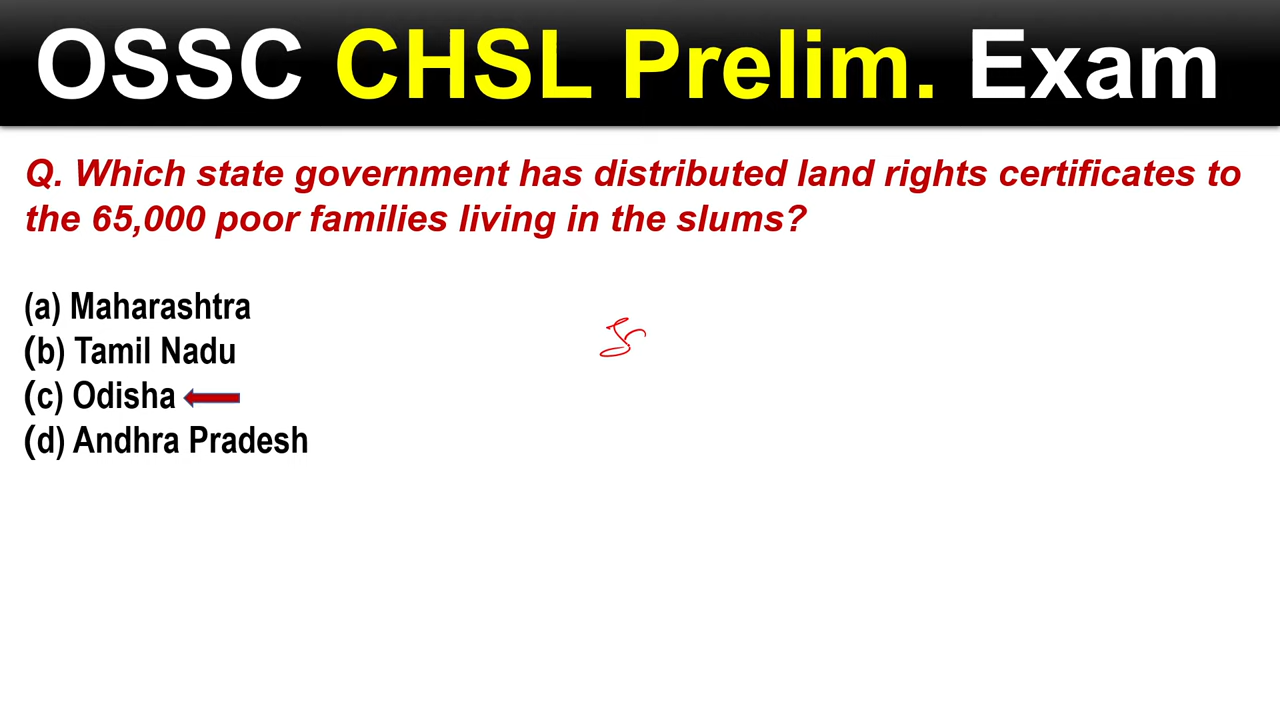 OSSC CHSL Prelim. Exam
Q. Which state government has distributed land rights certificates to
the 65,000 poor families living in the slums?
(a) Maharashtra
(b) Tamil Nadu
(c) Odisha
(d) Andhra Pradesh